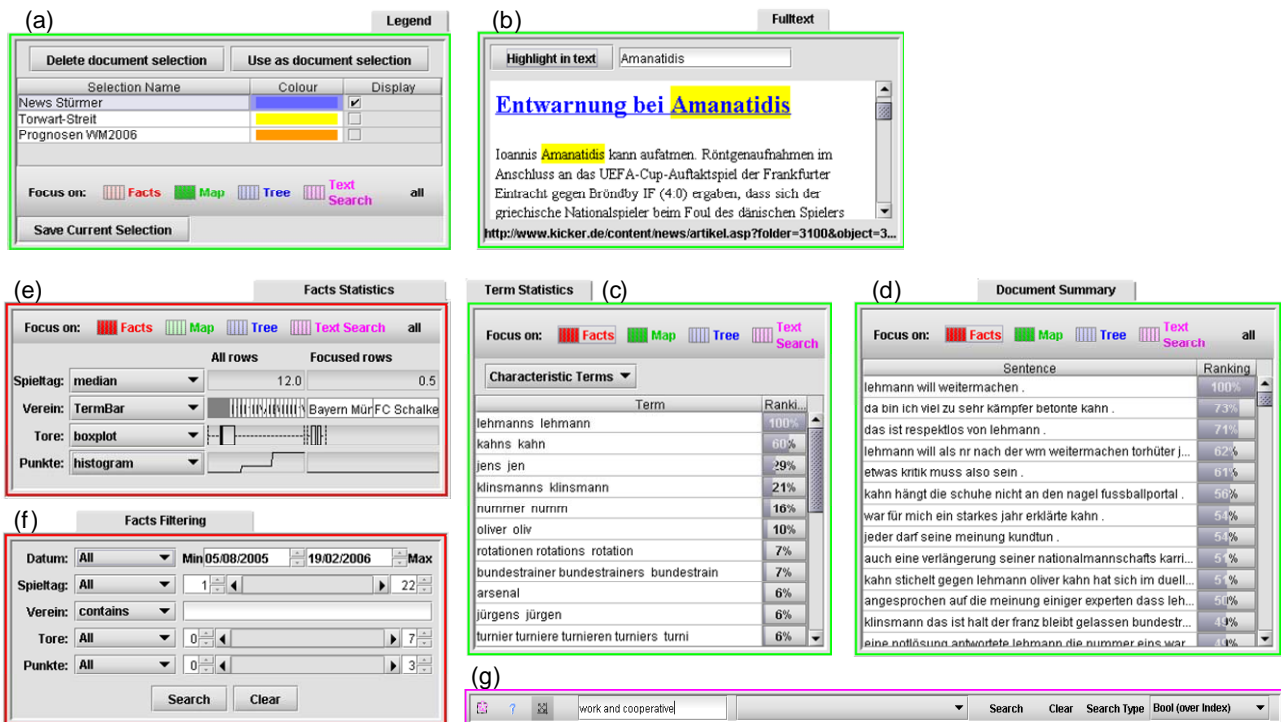 (a)
Legend
Delete document selection
Use as document selection
Selection Name Colour Display
News Stürmer
Torwart-Streit
Prognosen WM2006
Focus on: Facts Map Tree Text Search all
Save Current Selection
(b)
Fulltext
Highlight in text Amanatidis
Entwarnung bei Amanatidis
Ioannis Amanatidis kann aufatmen. Röntgenaufnahmen im
Anschluss an das UEFA-Cup-Auftaktspiel der Frankfurter
Eintracht gegen Bröndby IF (4:0) ergaben, dass sich der
griechische Nationalspieler beim Foul des dänischen Spielers
http://www.kicker.de/content/news/artikel.asp?folder=3100&object=3...
(e)
Facts Statistics
Focus on: Facts Map Tree Text Search all
All rows Focused rows
Spieltag: median 12.0 0.5
Verein: TermBar Bayern Mür FC Schalke
Tore: boxplot
Punkte: histogram
(f)
Facts Filtering
Datum: All Min 05/08/2005 19/02/2006 Max
Spieltag: All 1 22
Verein: contains
Tore: All 0 7
Punkte: All 0 3
Search Clear
Term Statistics (c)
Focus on: Facts Map Tree Text Search
Characteristic Terms
Term Ranki...
lehmanns lehmann 100%
kahns kahn 60%
jens jen 29%
klinsmanns klinsmann 21%
nummer numm 16%
oliver oliv 10%
rotationen rotations rotation 7%
bundestrainer bundestrainers bundestrain 7%
arsenal 6%
jürgens jürgen 6%
turnier turniere turnieren turniers turni 6%
(d)
Document Summary
Focus on: Facts Map Tree Text Search all
Sentence Ranking
lehmann will weitermachen . 100%
da bin ich viel zu sehr kämpfer betonte kahn . 73%
das ist respektlos von lehmann . 71%
lehmann will als nr nach der wm weitermachen torhüter j... 62%
etwas kritik muss also sein . 61%
kahn hängt die schuhe nicht an den nagel fussballportal . 56%
war für mich ein starkes jahr erklärte kahn . 54%
jeder darf seine meinung kundtun . 54%
auch eine verlängerung seiner nationalmannschafts karri... 51%
kahn stichelt gegen lehmann oliver kahn hat sich im duell... 51%
angesprochen auf die meinung einiger experten dass leh... 50%
klinsmann das ist halt der franz bleibt gelassen bundestr... 49%
eine notlösung antwortete lehmann die nummer eins war
(g)
? work and cooperative Search Clear Search Type Bool (over Index)